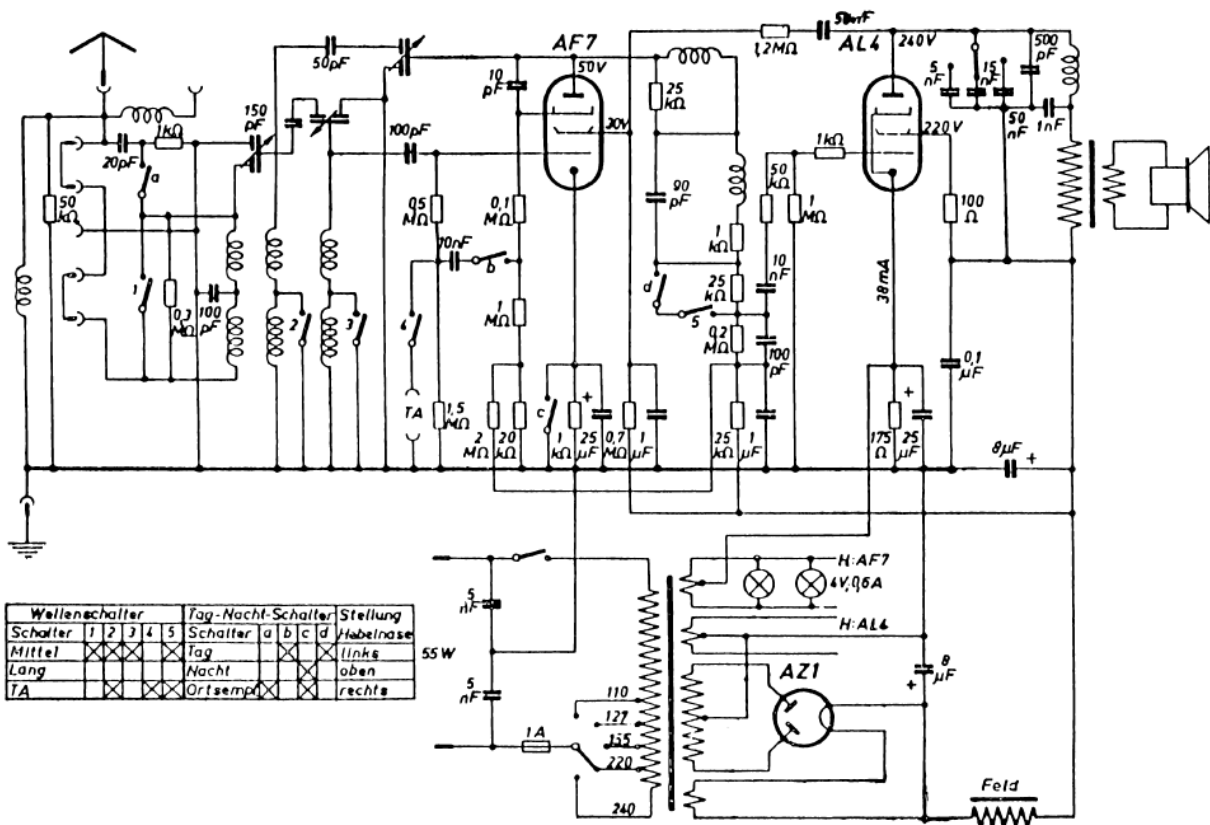 50pF
AF7
50V
10 pF
1,2MΩ
50nF
AL4
240V
5 nF
15 nF
500 pF
50 nF
1nF
25 kΩ
30V
220V
150 pF
1kΩ
20pF
a
100pF
1kΩ
50 kΩ
90 pF
50 kΩ
1 MΩ
100 Ω
0,5 MΩ
0,1 MΩ
10nF
b
1 kΩ
10 nF
38mA
1
0,3 MΩ
100 pF
2
3
4
1 MΩ
d
5
25 kΩ
0,2 MΩ
100 pF
0,1 µF
TA
1,5 MΩ
2 MΩ
20 kΩ
c
1 kΩ
+
25 µF
0,7 MΩ
1 µF
25 kΩ
1 µF
175 Ω
+
25 µF
8µF
+
H:AF7
4V,0,6A
H:AL4
5 nF
55W
5 nF
AZ1
8 µF
+
110
127
155
220
240
1A
Feld
Wellenschalter Tag-Nacht-Schalter Stellung
Schalter 1 2 3 4 5 Schalter a b c d Hebelnase
Mittel Tag links
Lang Nacht oben
TA Ortsempf rechts